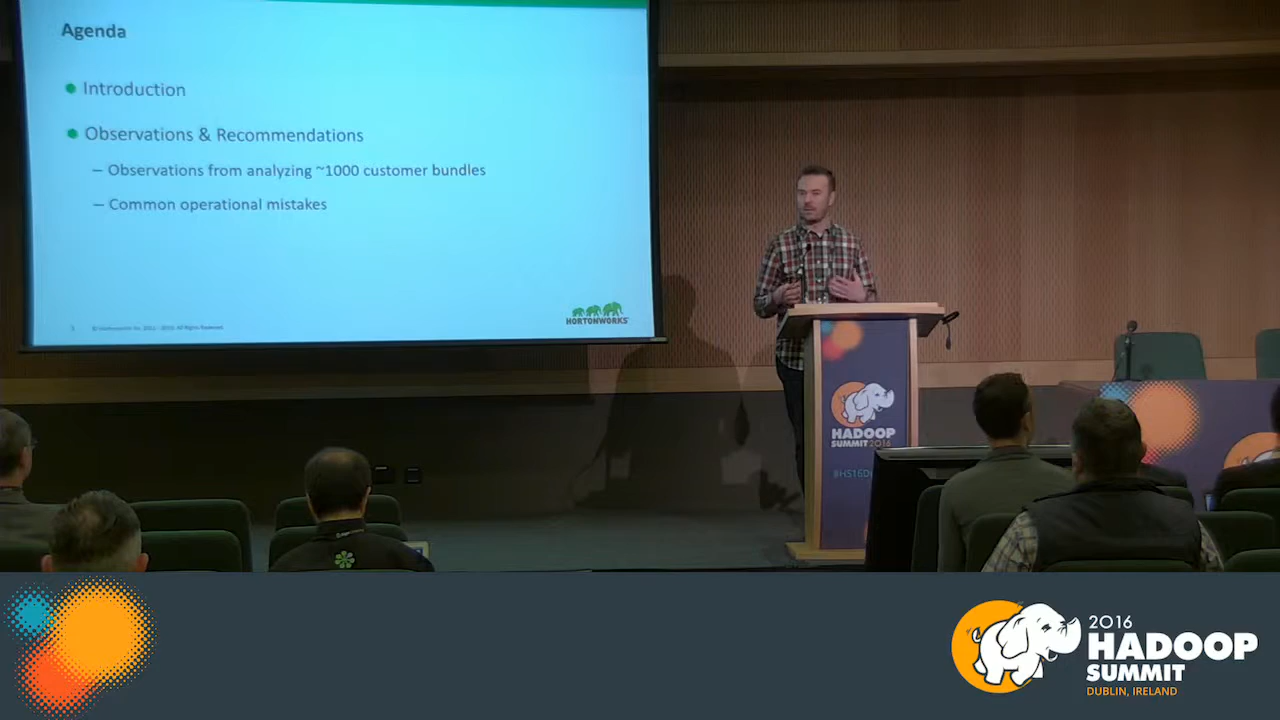 Agenda
Introduction
Observations & Recommendations
– Observations from analyzing ~1000 customer bundles
– Common operational mistakes
HORTONWORKS
HADOOP
SUMMIT 2016
2016
HADOOP
SUMMIT
DUBLIN, IRELAND